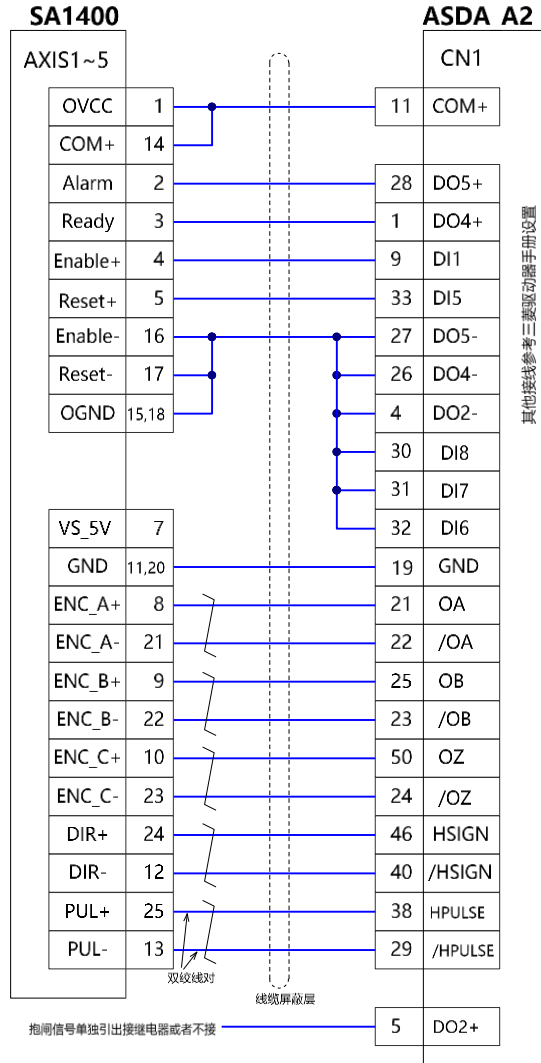 SA1400 ASDA A2
AXIS1~5 CN1
OVCC 1 11 COM+
COM+ 14
Alarm 2 28 DO5+
Ready 3 1 DO4+
Enable+ 4 9 DI1
Reset+ 5 33 DI5
Enable- 16 27 DO5-
Reset- 17 26 DO4-
OGND 15,18 4 DO2-
30 DI8
31 DI7
VS_5V 7 32 DI6
GND 11,20 19 GND
ENC_A+ 8 21 OA
ENC_A- 21 22 /OA
ENC_B+ 9 25 OB
ENC_B- 22 23 /OB
ENC_C+ 10 50 OZ
ENC_C- 23 24 /OZ
DIR+ 24 46 HSIGN
DIR- 12 40 /HSIGN
PUL+ 25 38 HPULSE
PUL- 13 29 /HPULSE
双绞线对
线缆屏蔽层
抱闸信号单独引出接继电器或者不接 5 DO2+
其他接线参考三菱驱动器手册设置